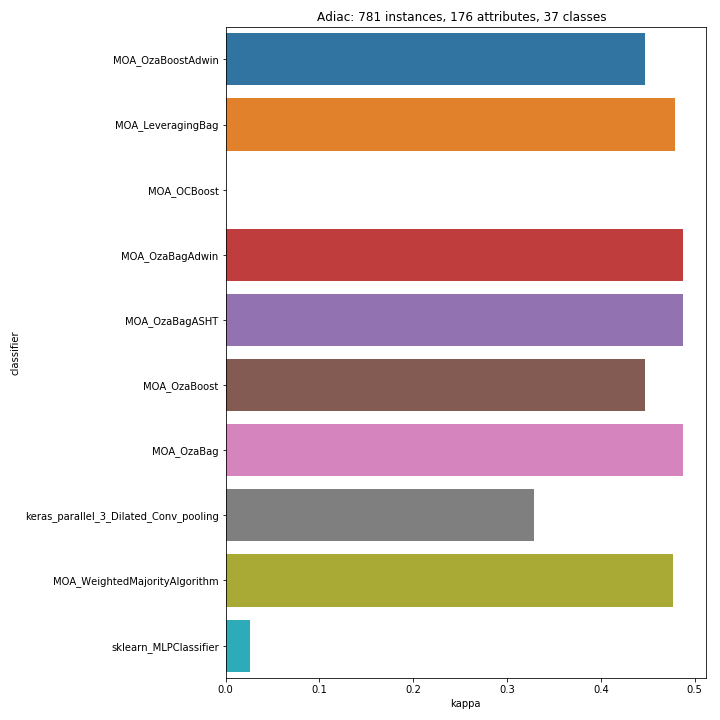 Adiac: 781 instances, 176 attributes, 37 classes
MOA_OzaBoostAdwin
MOA_LeveragingBag
MOA_OCBoost
MOA_OzaBagAdwin
MOA_OzaBagASHT
classifier
MOA_OzaBoost
MOA_OzaBag
keras_parallel_3_Dilated_Conv_pooling
MOA_WeightedMajorityAlgorithm
sklearn_MLPClassifier
0.0 0.1 0.2 0.3 0.4 0.5
kappa